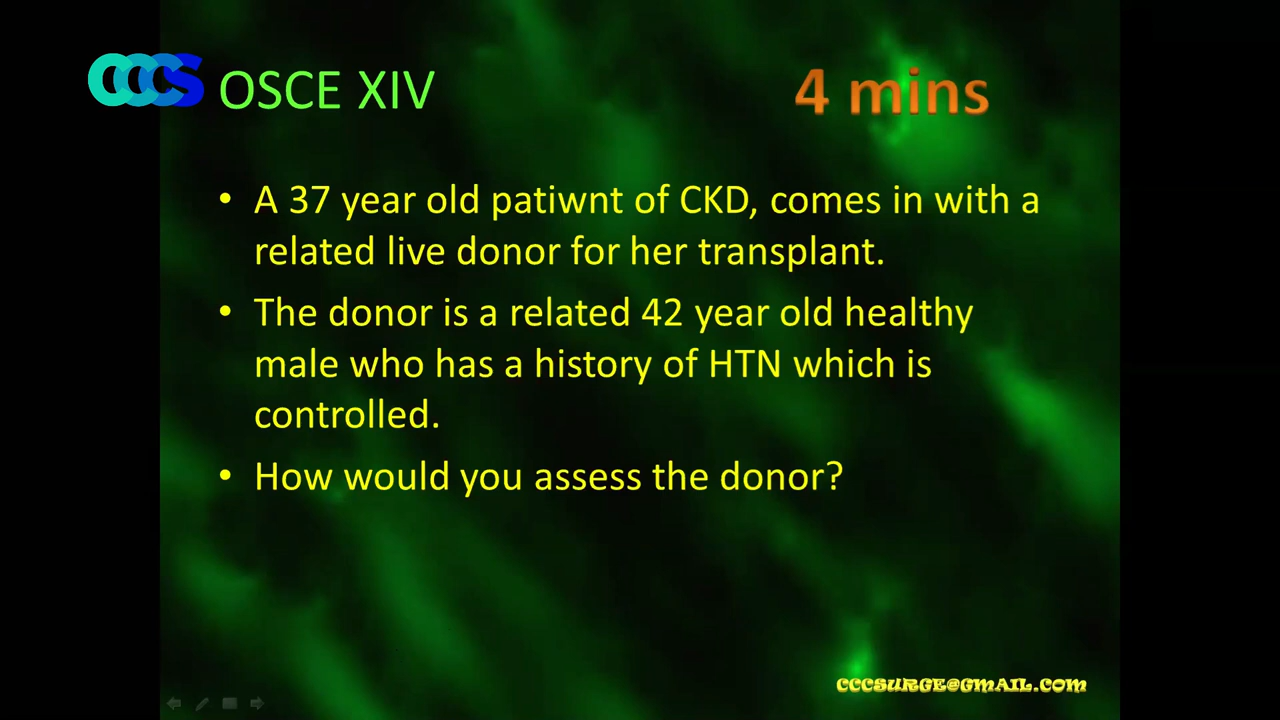 CCCS OSCE XIV 4 mins
• A 37 year old patiwnt of CKD, comes in with a
related live donor for her transplant.
• The donor is a related 42 year old healthy
male who has a history of HTN which is
controlled.
• How would you assess the donor?
CCCSURGE@GMAIL.COM